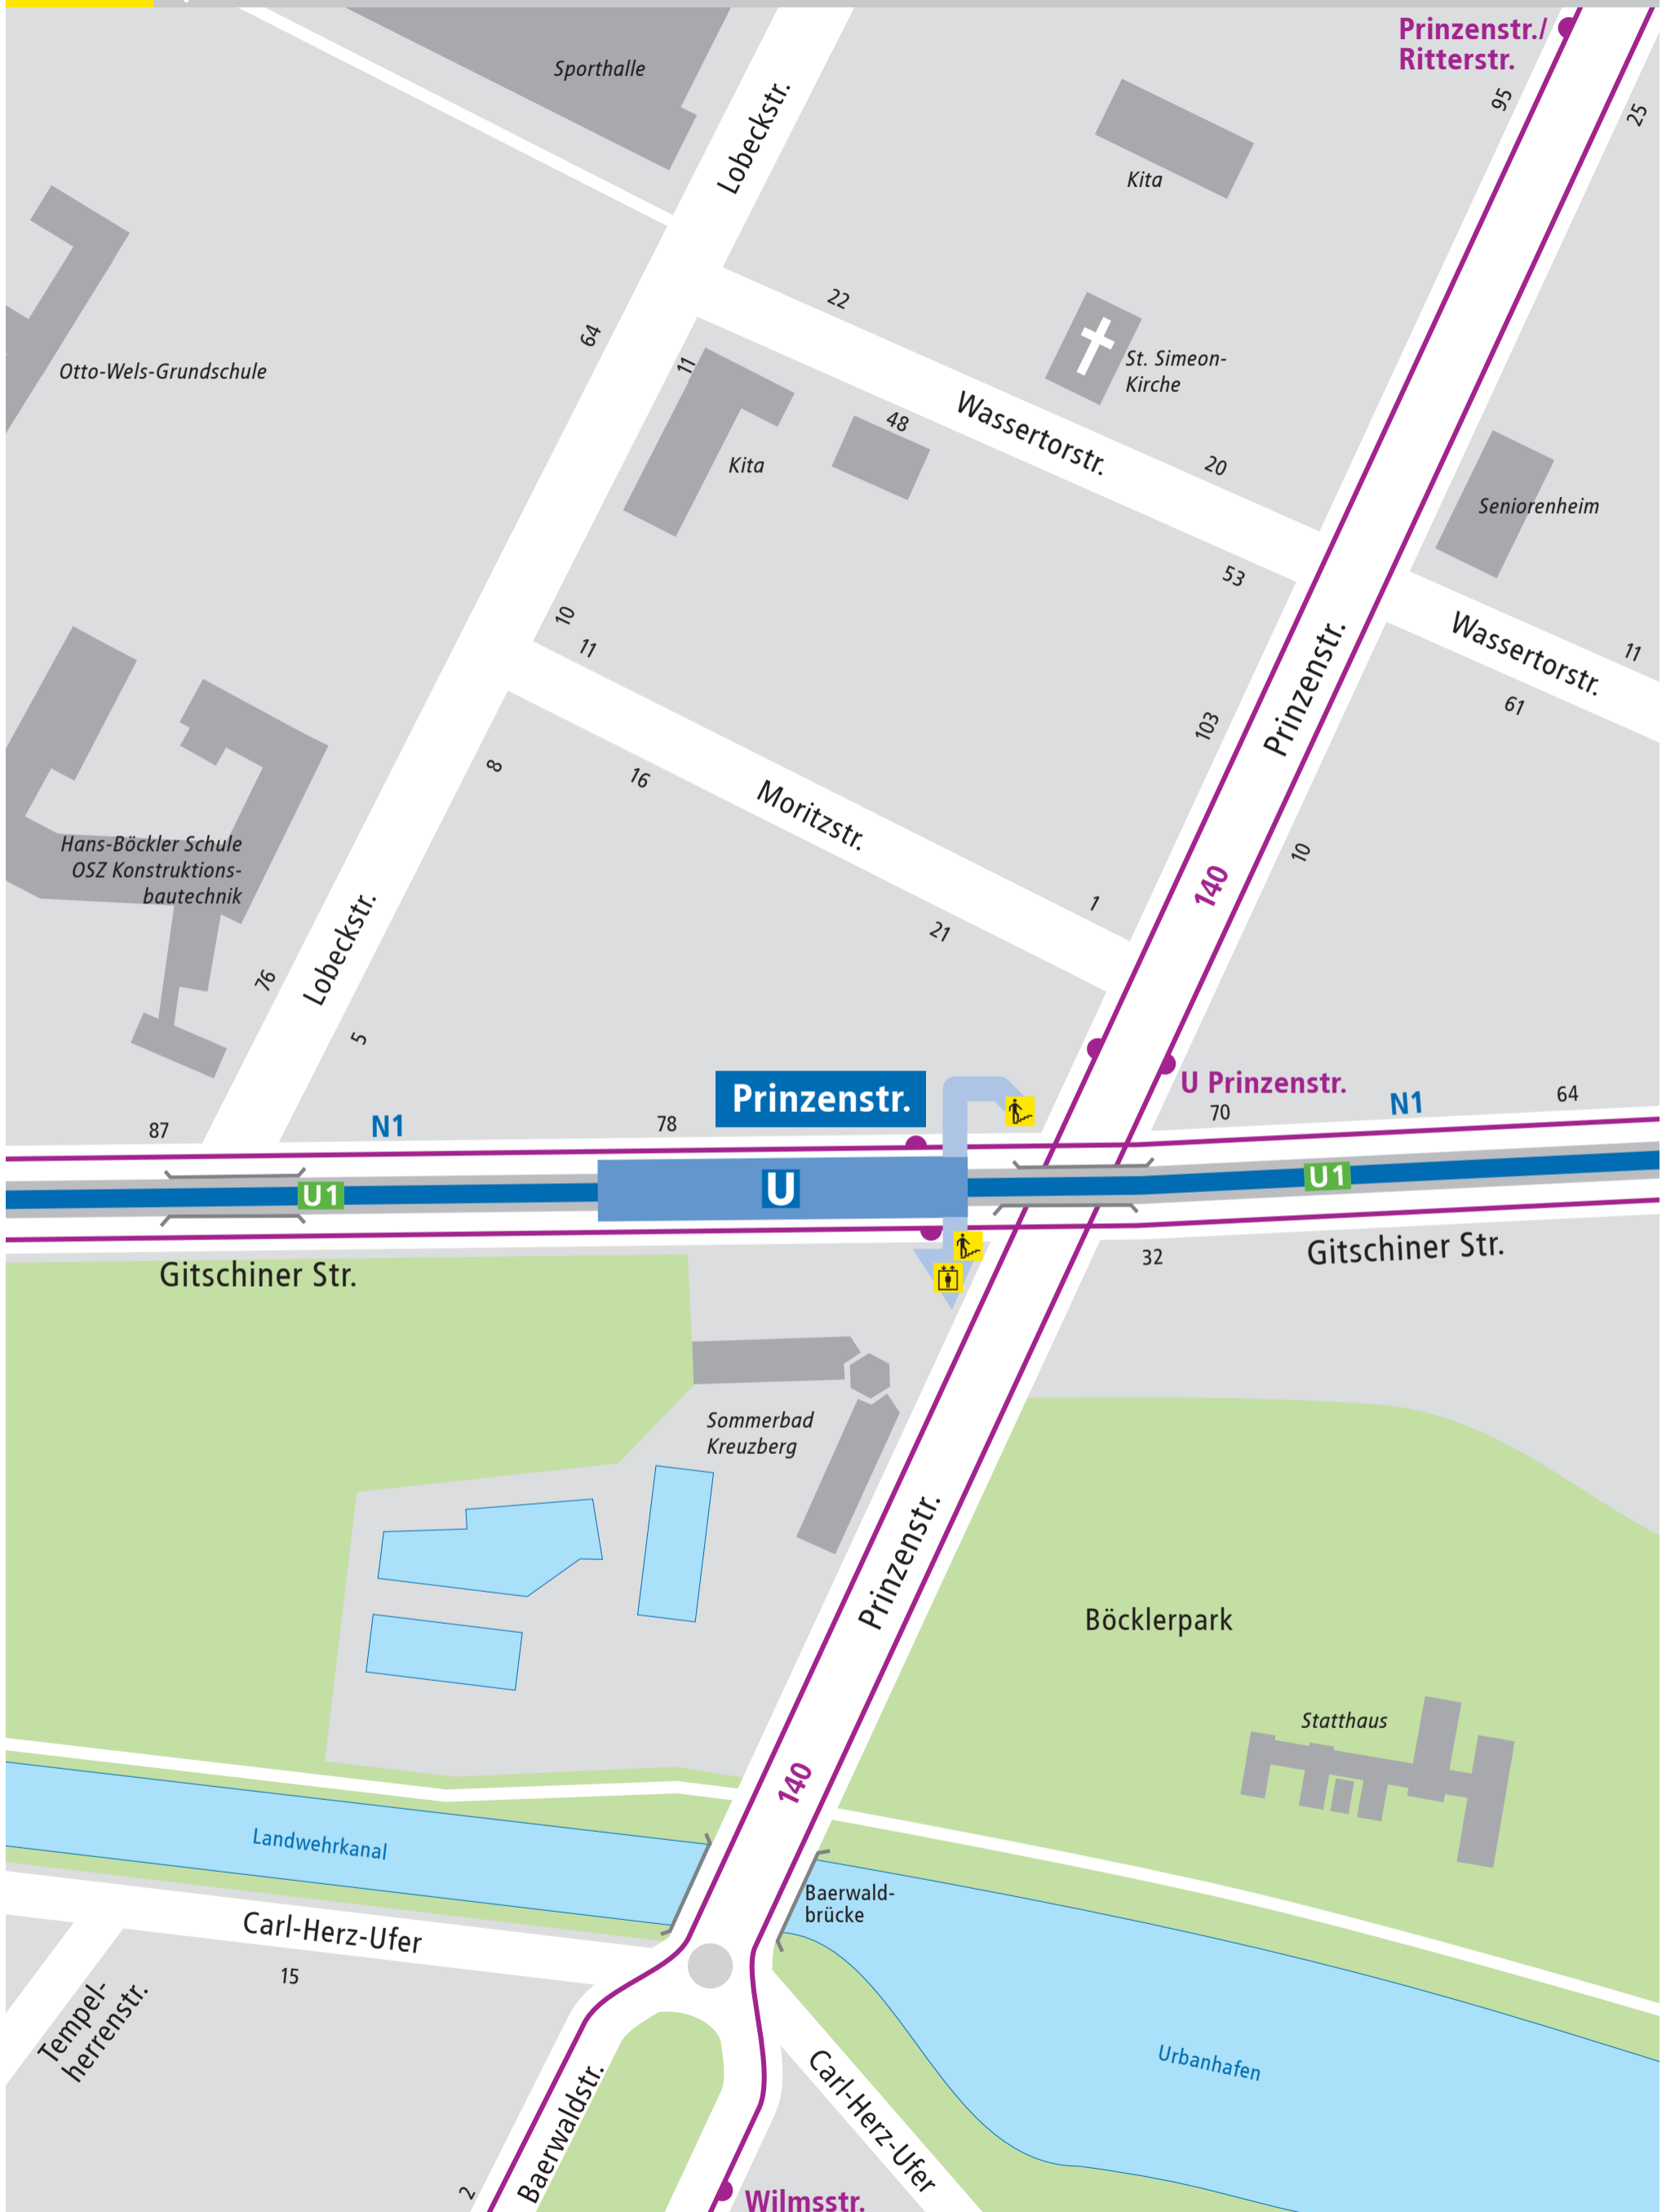 Prinzenstr./
Ritterstr.
Sporthalle
95
25
Lobeckstr.
Kita
22
64
St. Simeon-
Kirche
11
Otto-Wels-Grundschule
48
Wassertorstr.
Kita
20
Seniorenheim
53
10
11
Wassertorstr.
11
61
103
Prinzenstr.
8
16
Moritzstr.
10
Hans-Böckler Schule
OSZ Konstruktions-
bautechnik
140
1
21
Lobeckstr.
76
5
Prinzenstr.
U Prinzenstr.
87
N1
78
70
N1
64
U1
U
U1
Gitschiner Str.
32
Gitschiner Str.
Sommerbad
Kreuzberg
Prinzenstr.
Böcklerpark
Statthaus
140
Landwehrkanal
Baerwald-
brücke
Carl-Herz-Ufer
15
Tempel-
herrenstr.
Urbanhafen
Baerwaldstr.
Carl-Herz-Ufer
2
Wilmsstr.